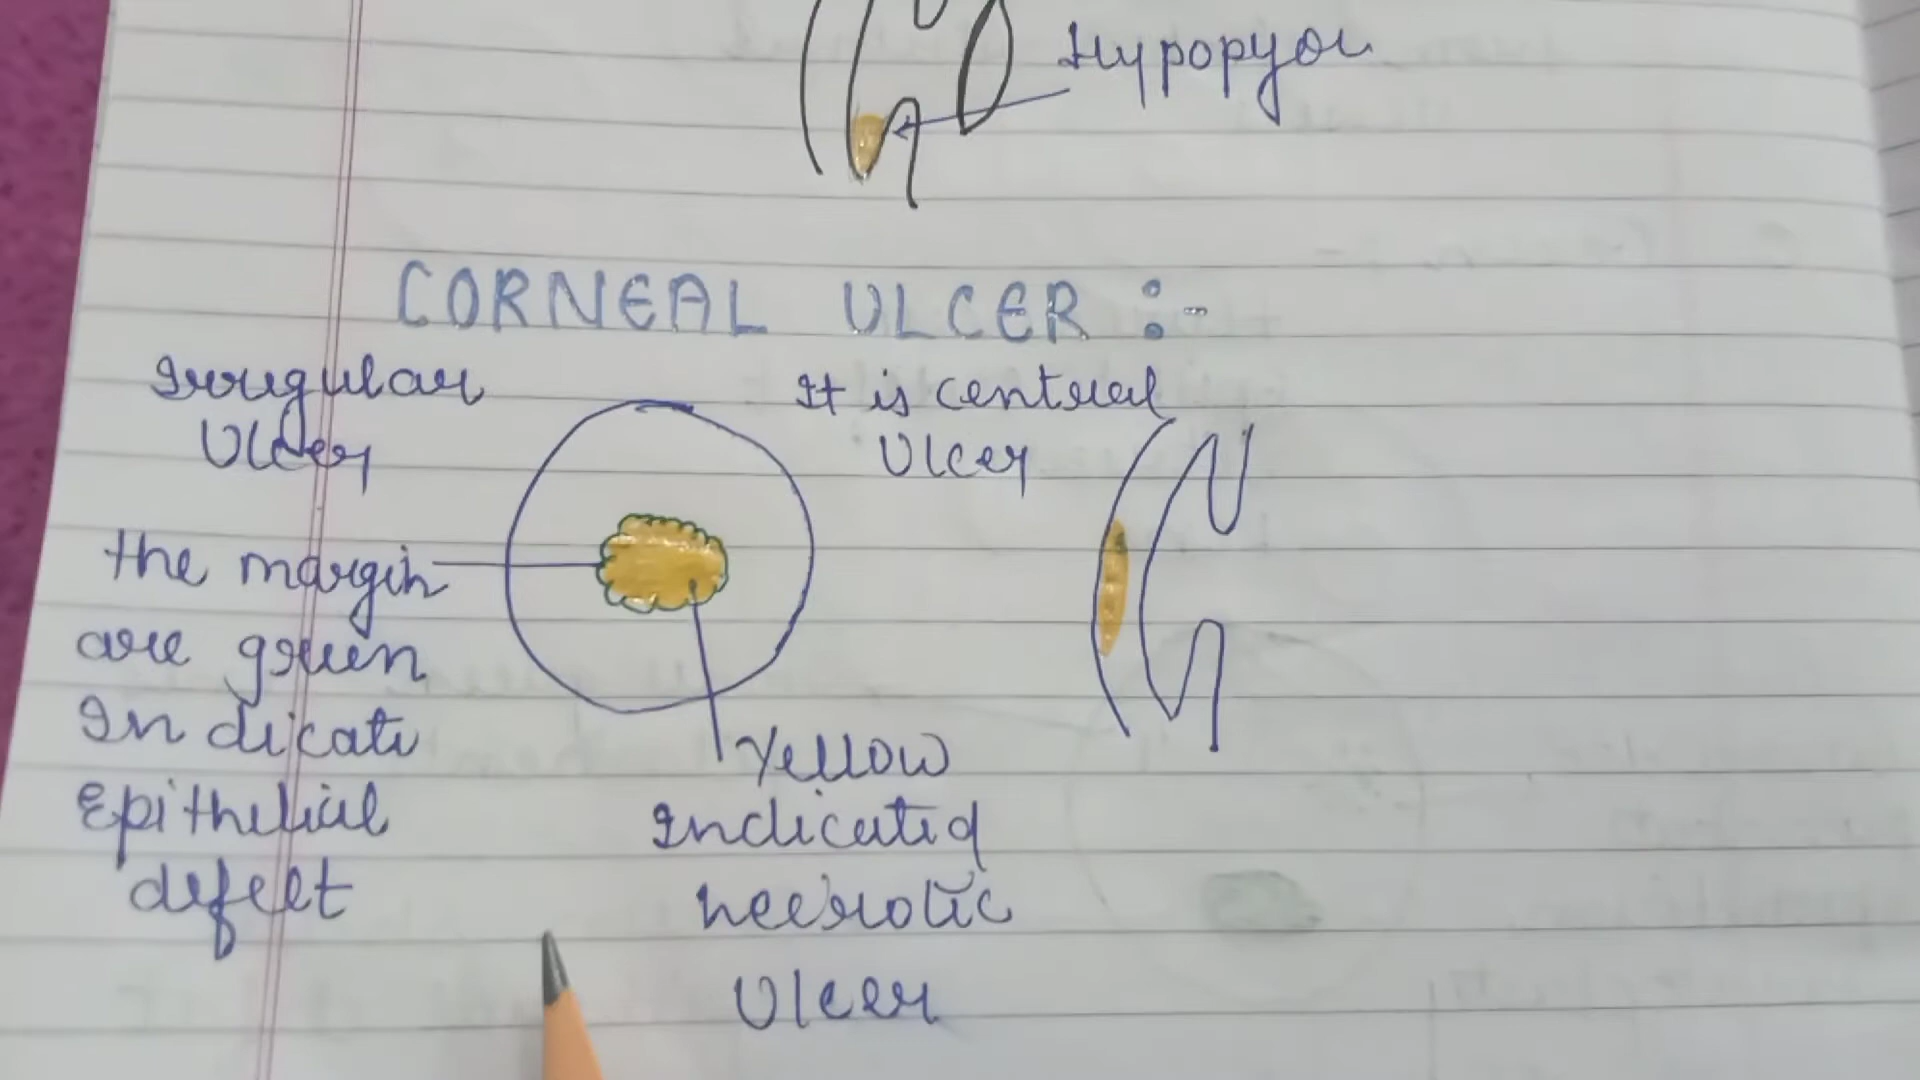 Hypopyon
CORNEAL ULCER :-
Irregular
Ulcer
It is central
Ulcer
the margin
are green
Indicate
Epithelial
defect
Yellow
Indicated
necrotic
Ulcer